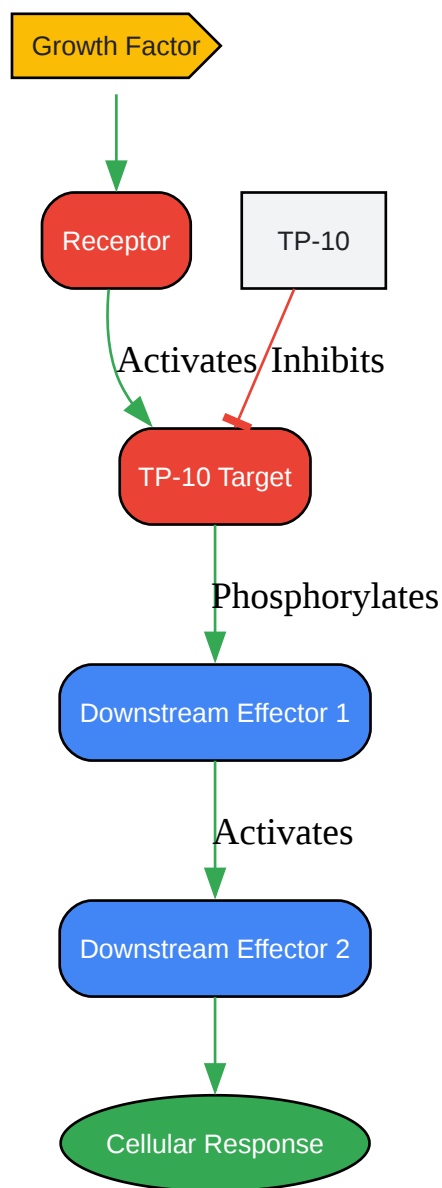 Growth Factor
Receptor
TP-10
Activates
Inhibits
TP-10 Target
Phosphorylates
Downstream Effector 1
Activates
Downstream Effector 2
Cellular Response